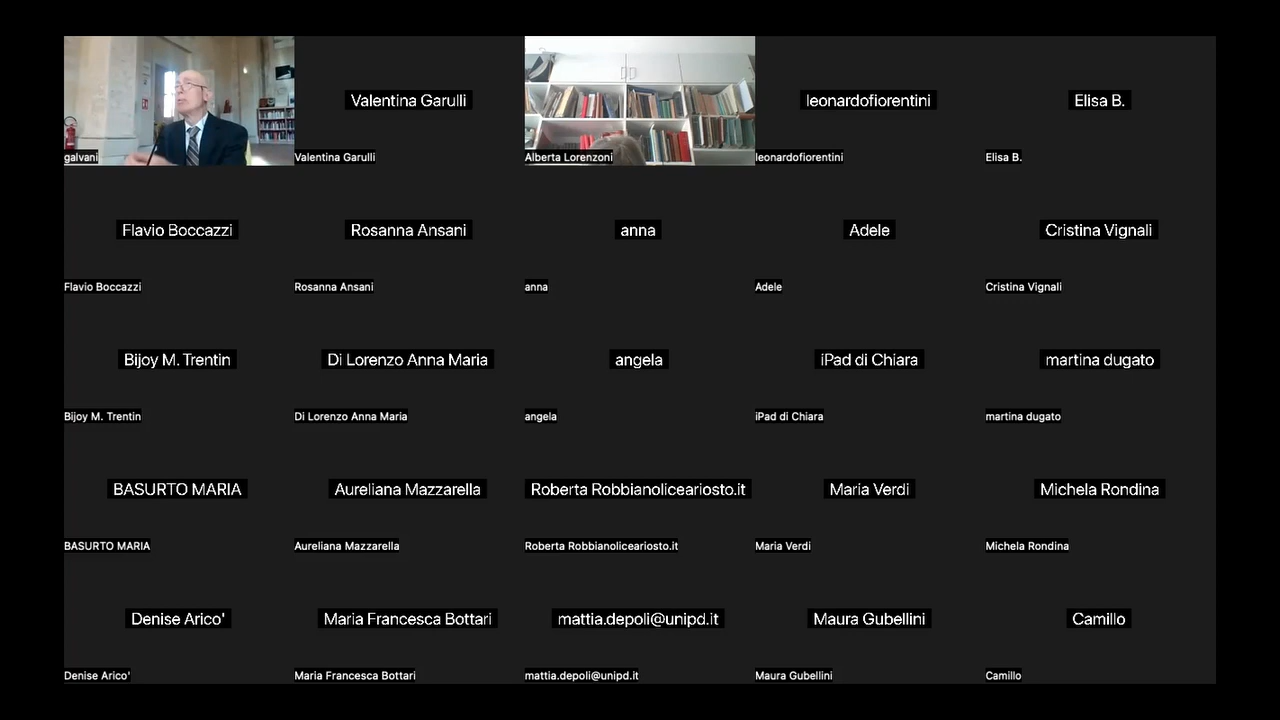 Valentina Garulli
leonardofiorentini
Elisa B.
galvani
Valentina Garulli
Alberta Lorenzoni
leonardofiorentini
Elisa B.
Flavio Boccazzi
Rosanna Ansani
anna
Adele
Cristina Vignali
Flavio Boccazzi
Rosanna Ansani
anna
Adele
Cristina Vignali
Bijoy M. Trentin
Di Lorenzo Anna Maria
angela
iPad di Chiara
martina dugato
Bijoy M. Trentin
Di Lorenzo Anna Maria
angela
iPad di Chiara
martina dugato
BASURTO MARIA
Aureliana Mazzarella
Roberta Robbianoliceariosto.it
Maria Verdi
Michela Rondina
BASURTO MARIA
Aureliana Mazzarella
Roberta Robbianoliceariosto.it
Maria Verdi
Michela Rondina
Denise Arico'
Maria Francesca Bottari
mattia.depoli@unipd.it
Maura Gubellini
Camillo
Denise Arico'
Maria Francesca Bottari
mattia.depoli@unipd.it
Maura Gubellini
Camillo